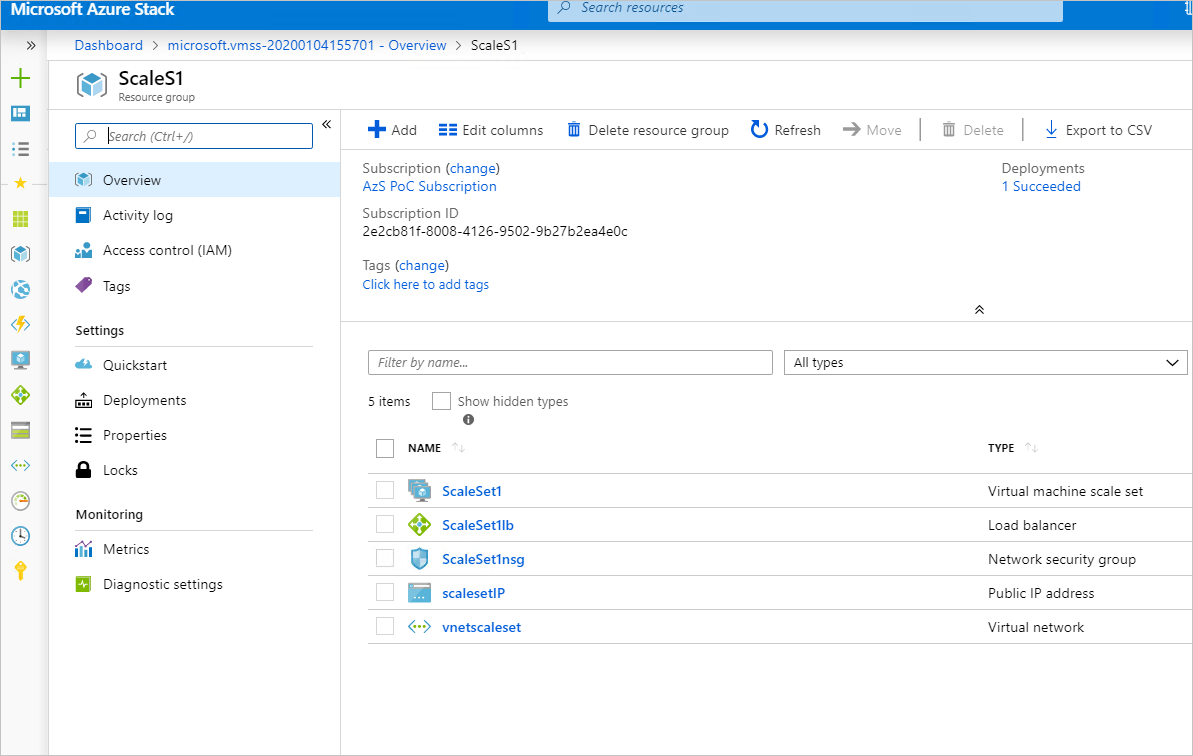 Microsoft Azure Stack
Search resources
Dashboard > microsoft.vmss-20200104155701 - Overview > ScaleS1
ScaleS1
Resource group
Search (Ctrl+/)
Overview
Activity log
Access control (IAM)
Tags
Settings
Quickstart
Deployments
Properties
Locks
Monitoring
Metrics
Diagnostic settings
Add Edit columns Delete resource group Refresh Move Delete Export to CSV
Subscription (change)
AzS PoC Subscription
Subscription ID
2e2cb81f-8008-4126-9502-9b27b2ea4e0c
Tags (change)
Click here to add tags
Deployments
1 Succeeded
Filter by name...
All types
5 items Show hidden types
NAME TYPE
ScaleSet1 Virtual machine scale set
ScaleSet1lb Load balancer
ScaleSet1nsg Network security group
scalesetIP Public IP address
vnetscaleset Virtual network